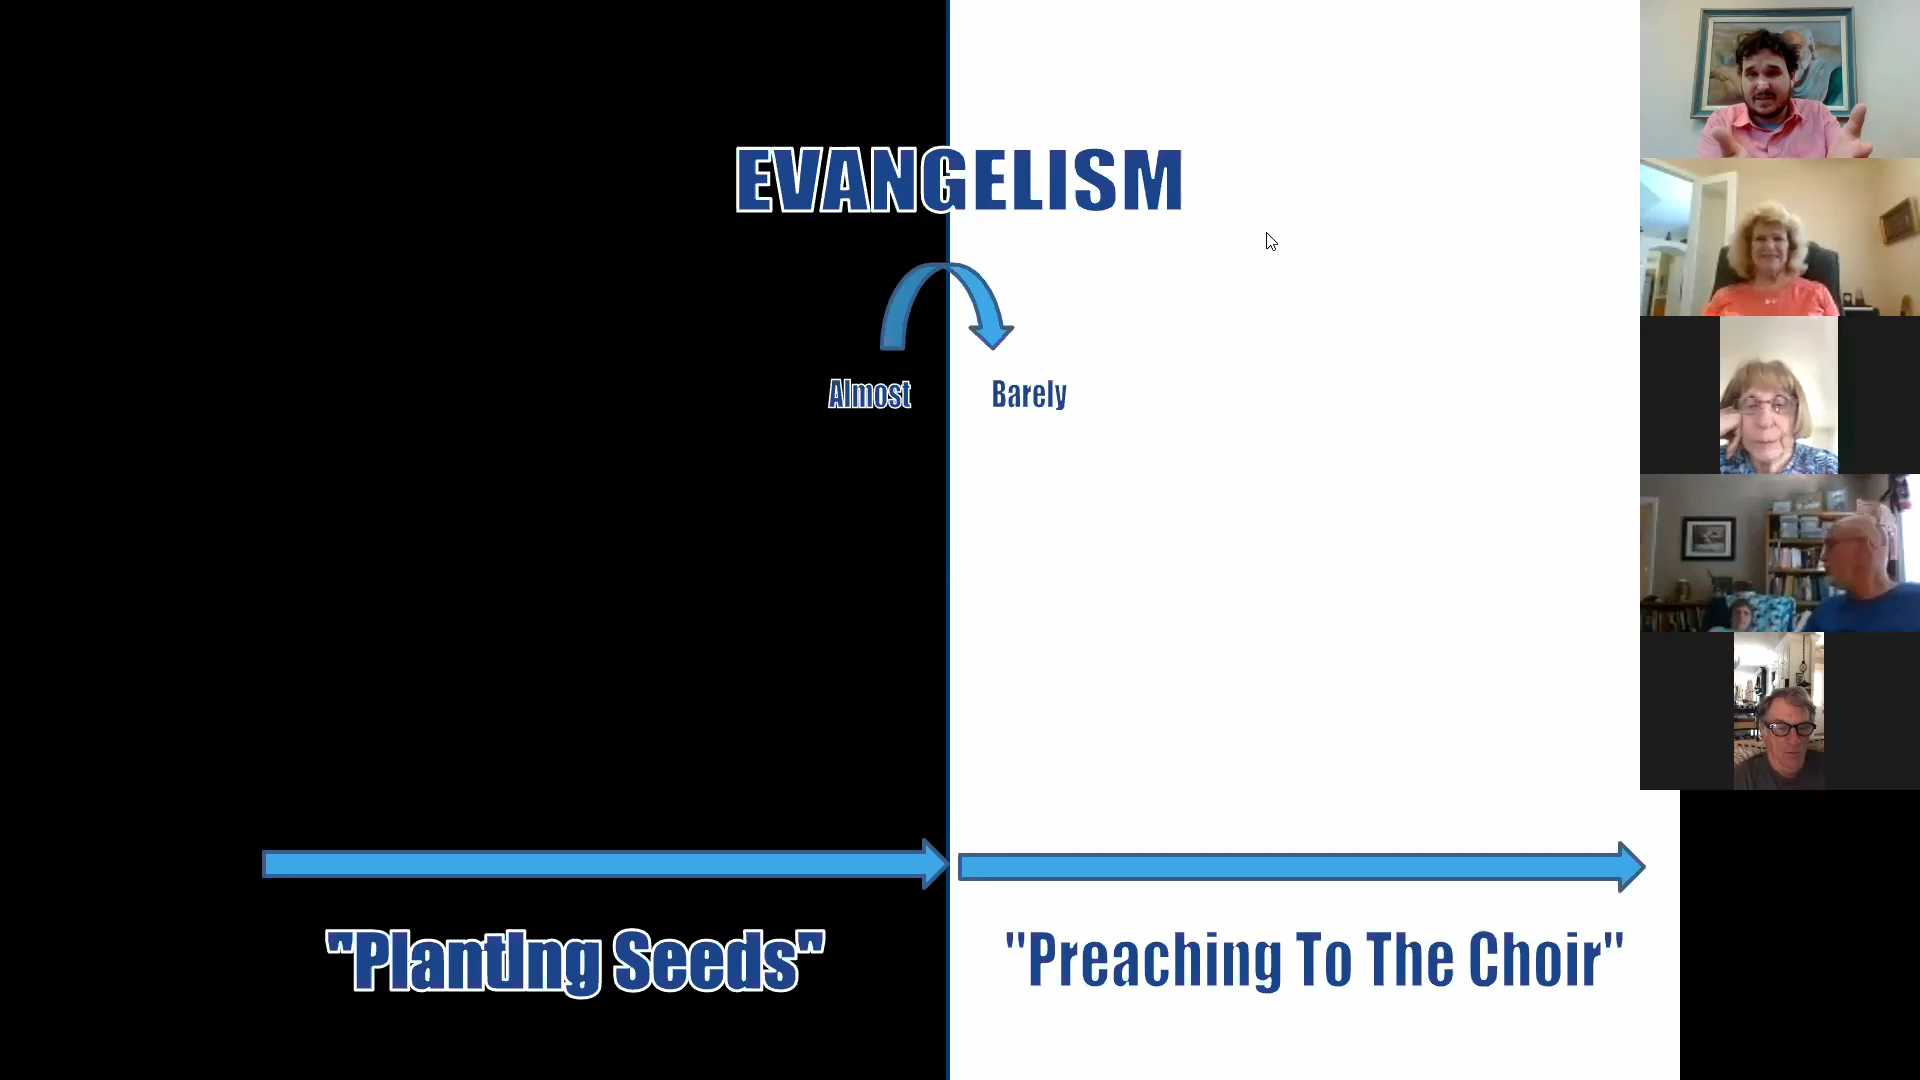 EVANGELISM
Almost Barely
"Planting Seeds" "Preaching To The Choir"